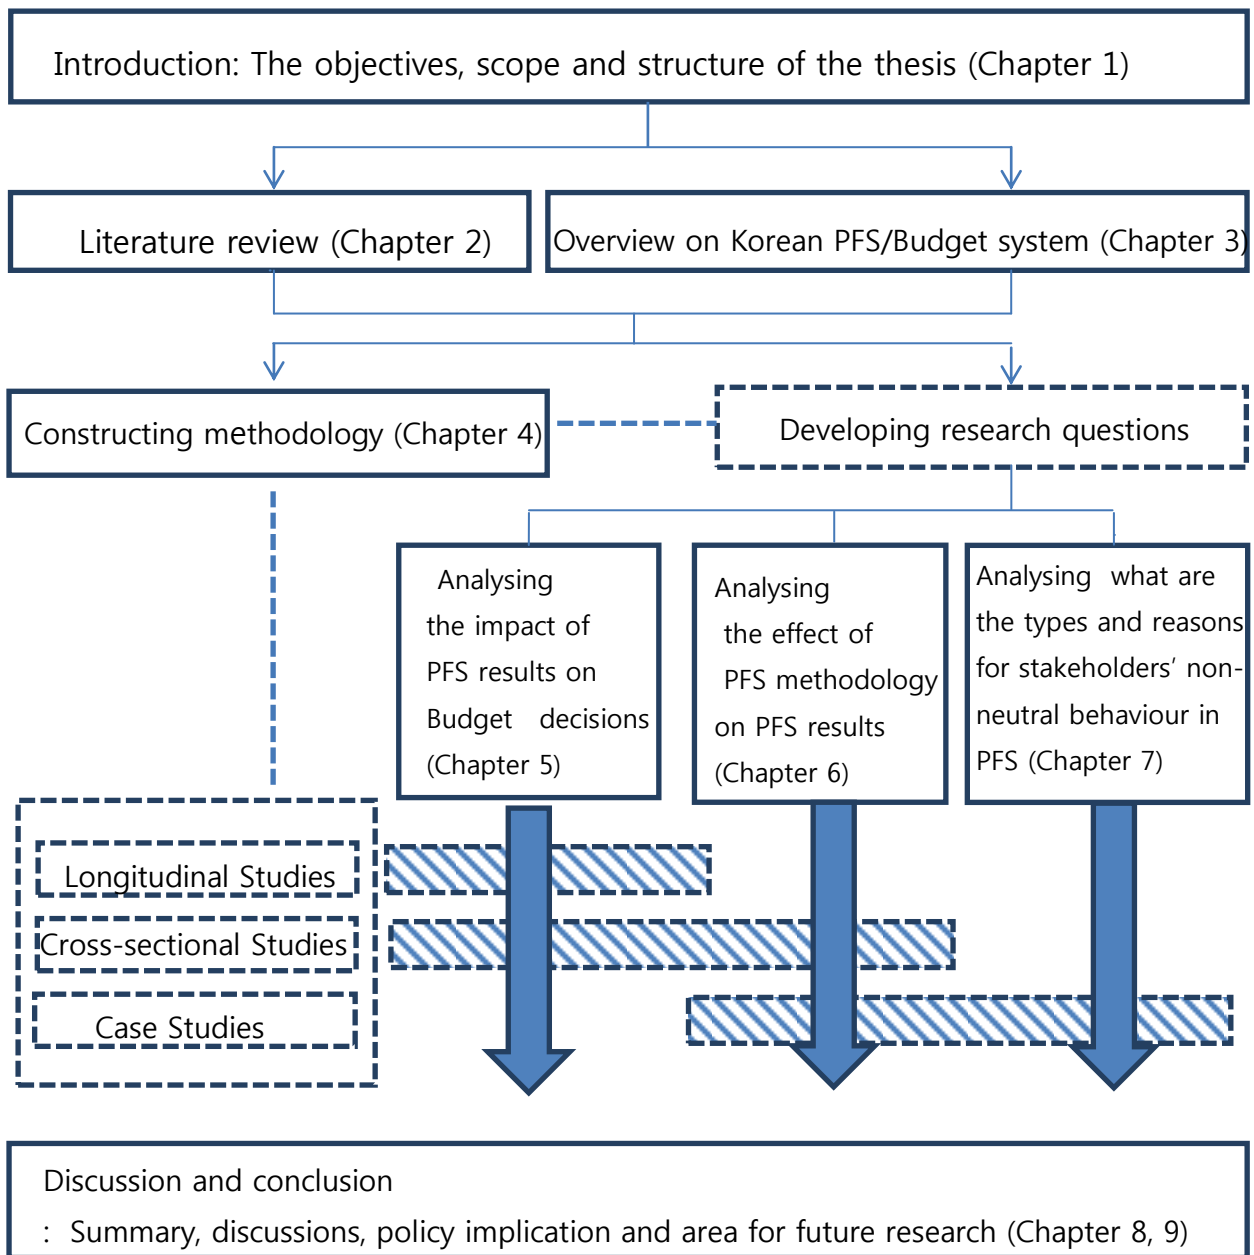 Introduction: The objectives, scope and structure of the thesis (Chapter 1)
Literature review (Chapter 2)
Overview on Korean PFS/Budget system (Chapter 3)
Constructing methodology (Chapter 4)
Developing research questions
Analysing
the impact of
PFS results on
Budget decisions
(Chapter 5)
Analysing
the effect of
PFS methodology
on PFS results
(Chapter 6)
Analysing what are
the types and reasons
for stakeholders’ non-
neutral behaviour in
PFS (Chapter 7)
Longitudinal Studies
Cross-sectional Studies
Case Studies
Discussion and conclusion
: Summary, discussions, policy implication and area for future research (Chapter 8, 9)